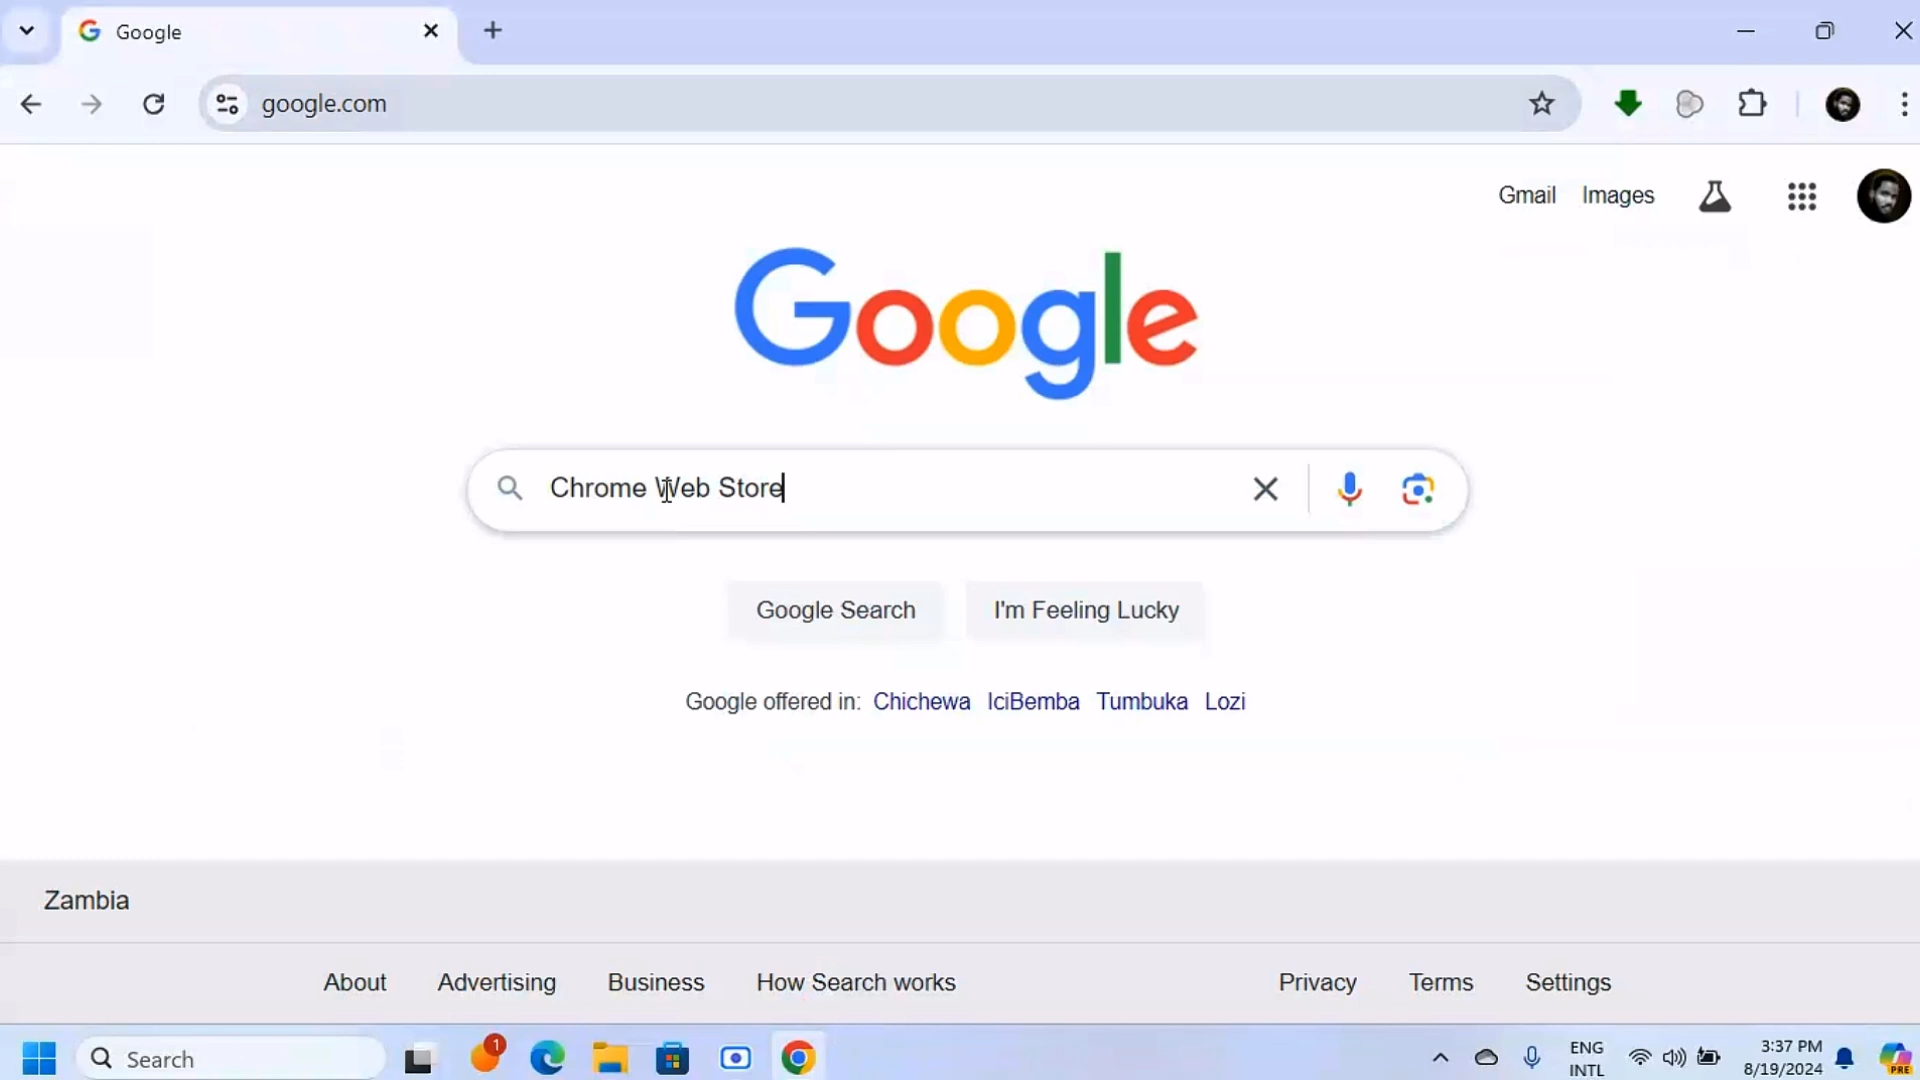 Google
google.com
Gmail Images
Google
Chrome Web Store
Google Search I'm Feeling Lucky
Google offered in: Chichewa IciBemba Tumbuka Lozi
Zambia
About Advertising Business How Search works Privacy Terms Settings
Search 1 ENG INTL 3:37 PM 8/19/2024 PRE